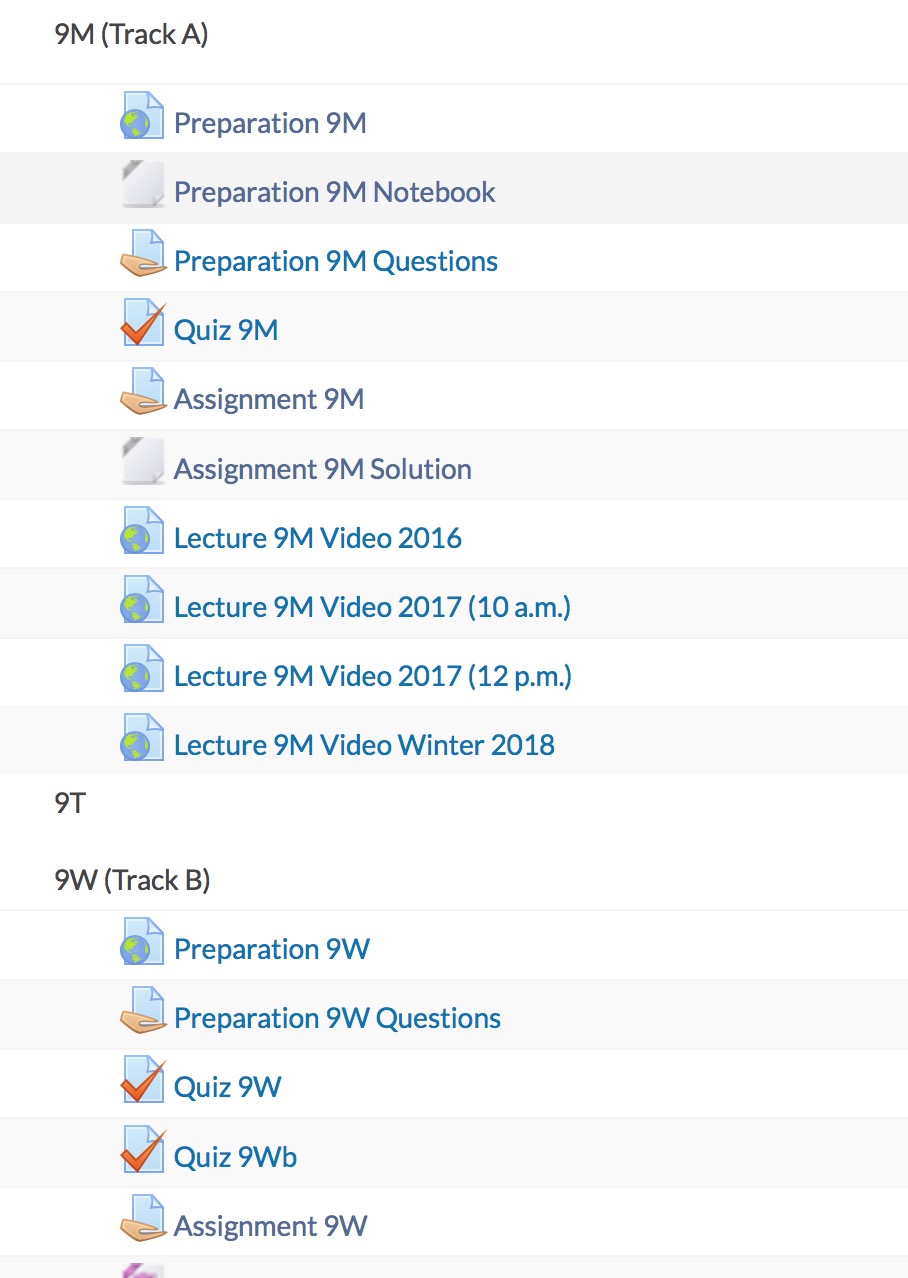 9M (Track A)
Preparation 9M
Preparation 9M Notebook
Preparation 9M Questions
Quiz 9M
Assignment 9M
Assignment 9M Solution
Lecture 9M Video 2016
Lecture 9M Video 2017 (10 a.m.)
Lecture 9M Video 2017 (12 p.m.)
Lecture 9M Video Winter 2018
9T
9W (Track B)
Preparation 9W
Preparation 9W Questions
Quiz 9W
Quiz 9Wb
Assignment 9W